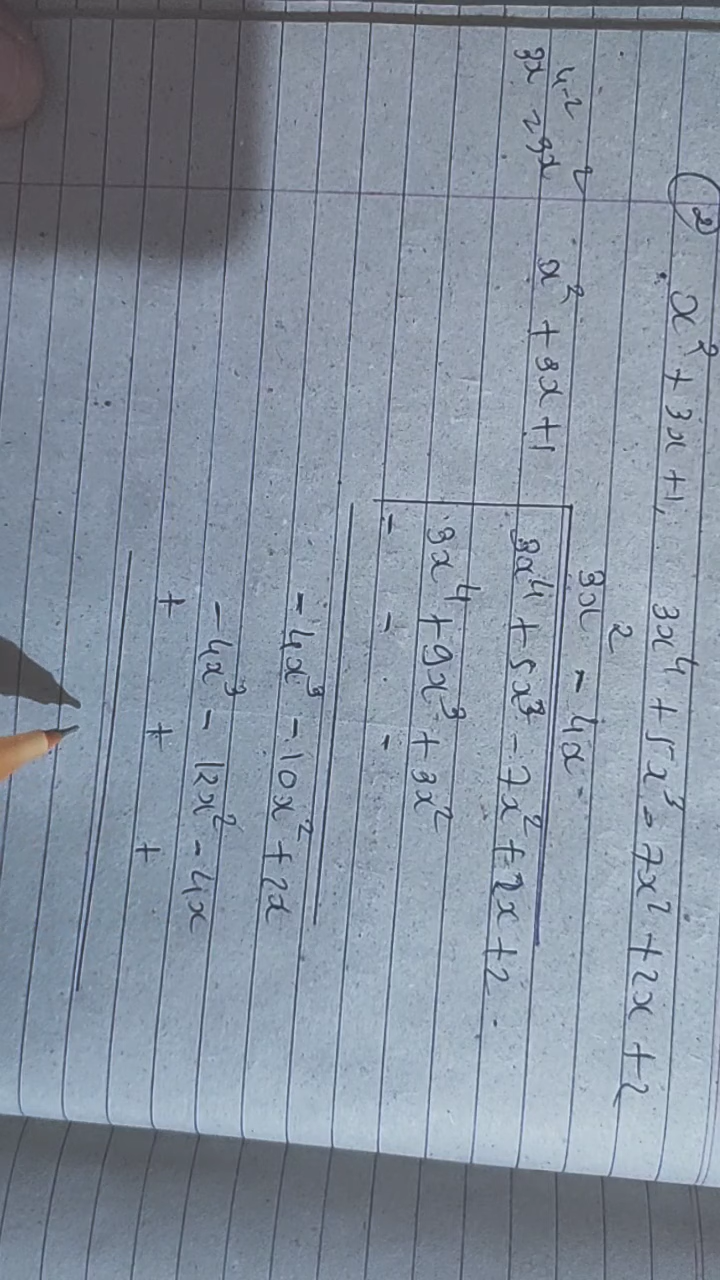 ② x² + 3x + 1, 3x⁴ + 5x³ - 7x² + 2x + 2
3x² - 4x
x² + 3x + 1 3x⁴ + 5x³ - 7x² + 2x + 2
3x⁴ + 9x³ + 3x²
- - -
- 4x³ - 10x² + 2x
- 4x³ - 12x² - 4x
+ + +